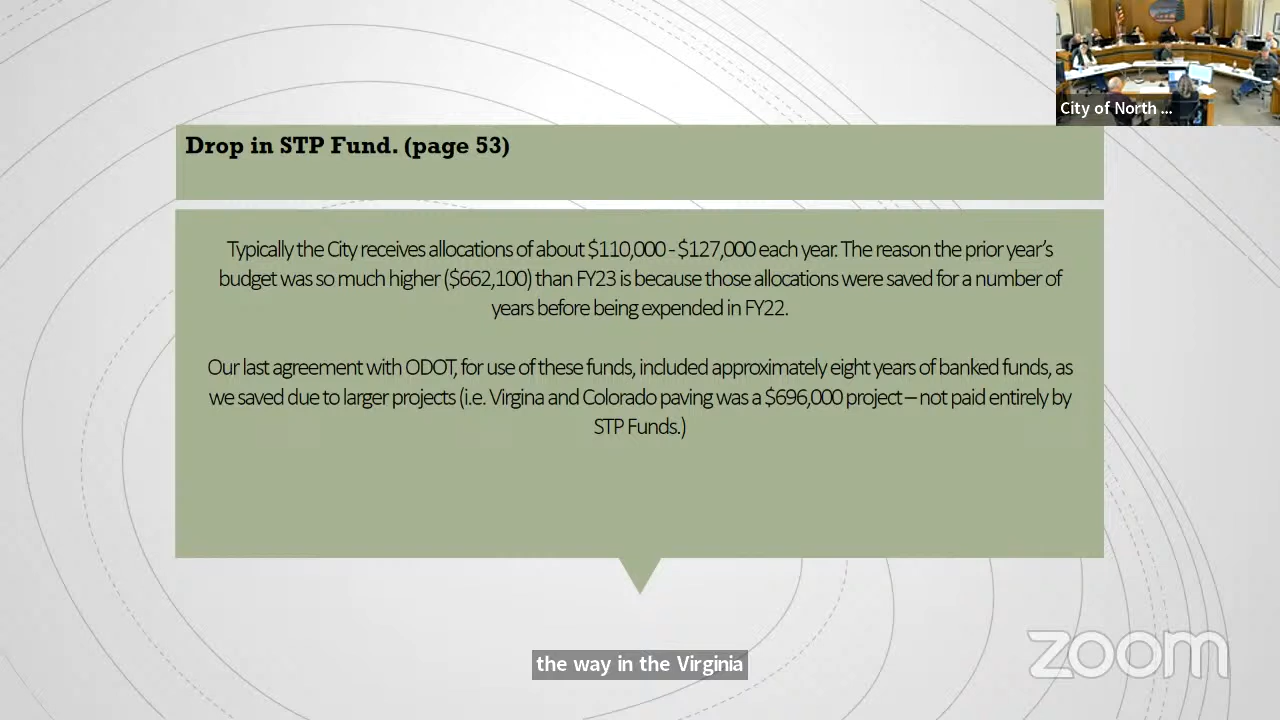 City of North ...
Drop in STP Fund. (page 53)
Typically the City receives allocations of about $110,000 - $127,000 each year. The reason the prior year's
budget was so much higher ($662,100) than FY23 is because those allocations were saved for a number of
years before being expended in FY22.
Our last agreement with ODOT, for use of these funds, included approximately eight years of banked funds, as
we saved due to larger projects (i.e. Virgina and Colorado paving was a $696,000 project – not paid entirely by
STP Funds.)
the way in the Virginia
zoom